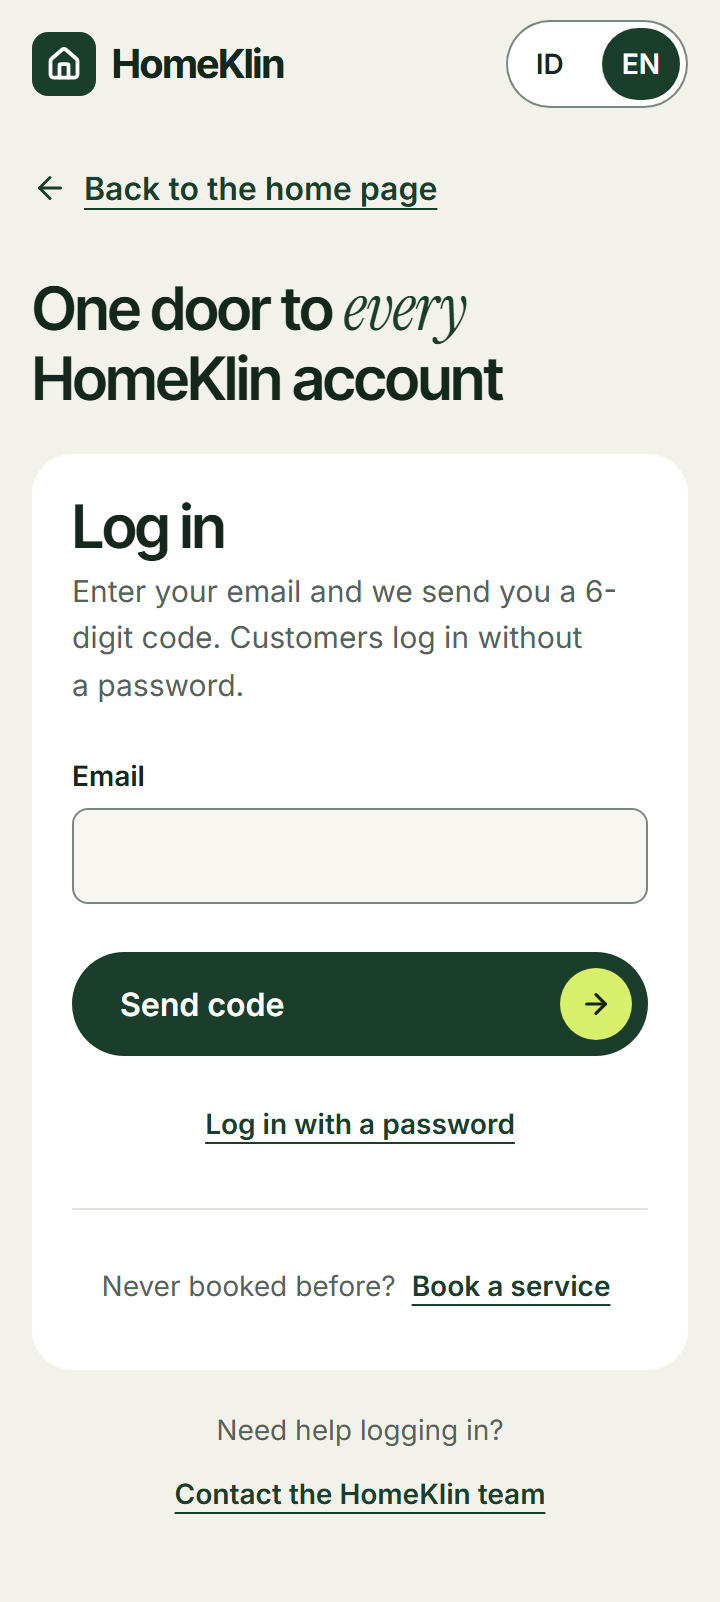 HomeKlin
ID EN
Back to the home page
One door to every
HomeKlin account
Log in
Enter your email and we send you a 6-
digit code. Customers log in without
a password.
Email
Send code
Log in with a password
Never booked before? Book a service
Need help logging in?
Contact the HomeKlin team